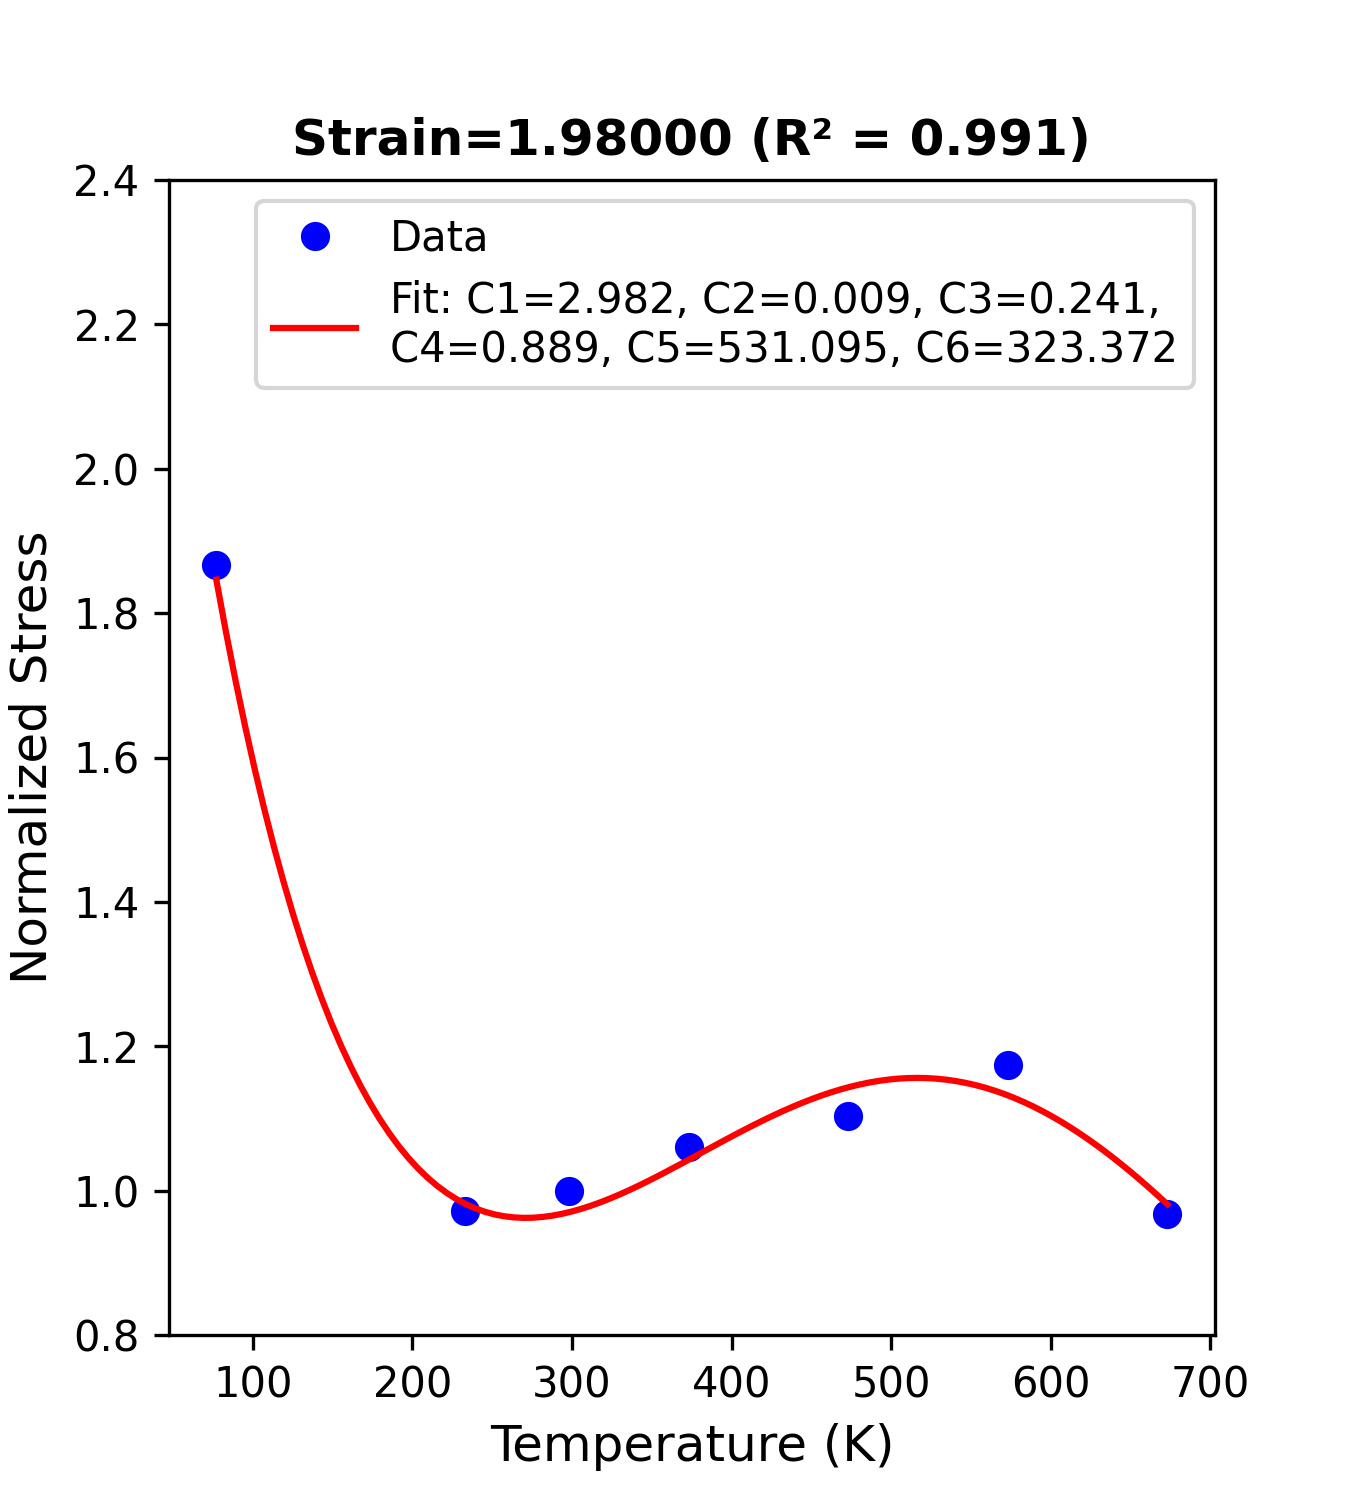 Strain=1.98000 (R² = 0.991)
Data
Fit: C1=2.982, C2=0.009, C3=0.241,
C4=0.889, C5=531.095, C6=323.372
Normalized Stress
2.4
2.2
2.0
1.8
1.6
1.4
1.2
1.0
0.8
100 200 300 400 500 600 700
Temperature (K)